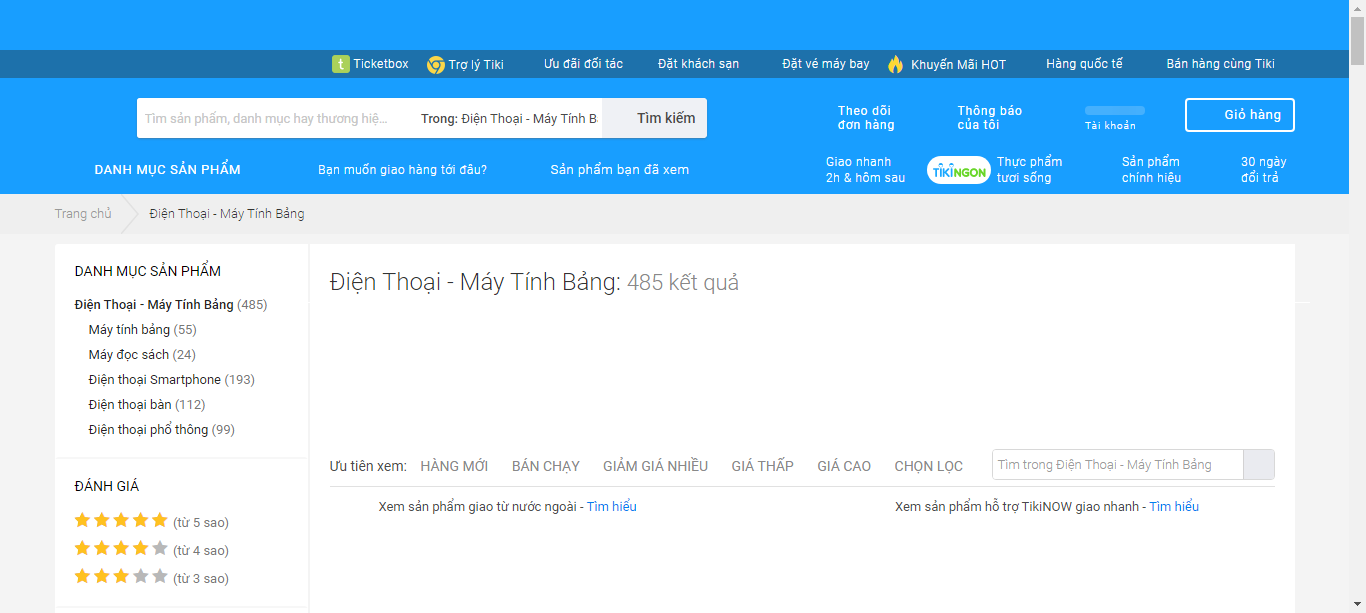 t Ticketbox Trợ lý Tiki Ưu đãi đối tác Đặt khách sạn Đặt vé máy bay Khuyến Mãi HOT Hàng quốc tế Bán hàng cùng Tiki
Tìm sản phẩm, danh mục hay thương hiệ... Trong: Điện Thoại - Máy Tính B Tìm kiếm
Theo dõi
đơn hàng
Thông báo
của tôi
Tài khoản
Giỏ hàng
DANH MỤC SẢN PHẨM Bạn muốn giao hàng tới đâu? Sản phẩm bạn đã xem
Giao nhanh
2h & hôm sau
TIKINGON
Thực phẩm
tươi sống
Sản phẩm
chính hiệu
30 ngày
đổi trả
Trang chủ Điện Thoại - Máy Tính Bảng
DANH MỤC SẢN PHẨM
Điện Thoại - Máy Tính Bảng (485)
Máy tính bảng (55)
Máy đọc sách (24)
Điện thoại Smartphone (193)
Điện thoại bàn (112)
Điện thoại phổ thông (99)
ĐÁNH GIÁ
(từ 5 sao)
(từ 4 sao)
(từ 3 sao)
Điện Thoại - Máy Tính Bảng: 485 kết quả
Ưu tiên xem: HÀNG MỚI BÁN CHẠY GIẢM GIÁ NHIỀU GIÁ THẤP GIÁ CAO CHỌN LỌC Tìm trong Điện Thoại - Máy Tính Bảng
Xem sản phẩm giao từ nước ngoài - Tìm hiểu Xem sản phẩm hỗ trợ TikiNOW giao nhanh - Tìm hiểu